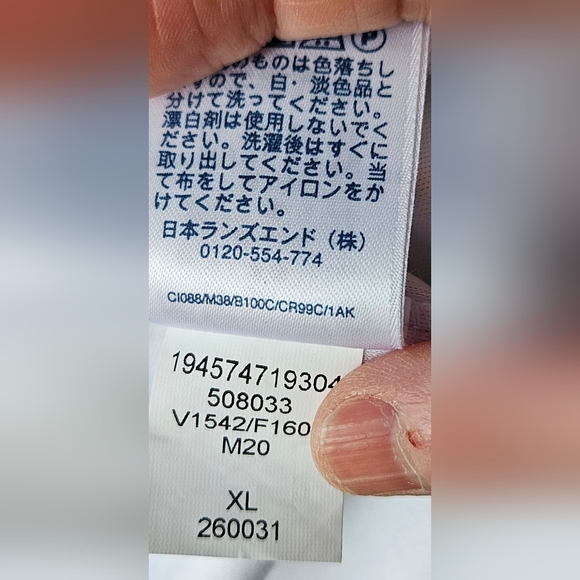 のものは色落ちし
すので、白・淡色品と
分けて洗ってください。
漂白剤は使用しないでく
ださい。洗濯後はすぐに
取り出してください。当
て布をしてアイロンをか
けてください。
日本ランズエンド（株）
0120-554-774
CI088/M38/B100C/CR99C/1AK
194574719304
508033
V1542/F160
M20
XL
260031